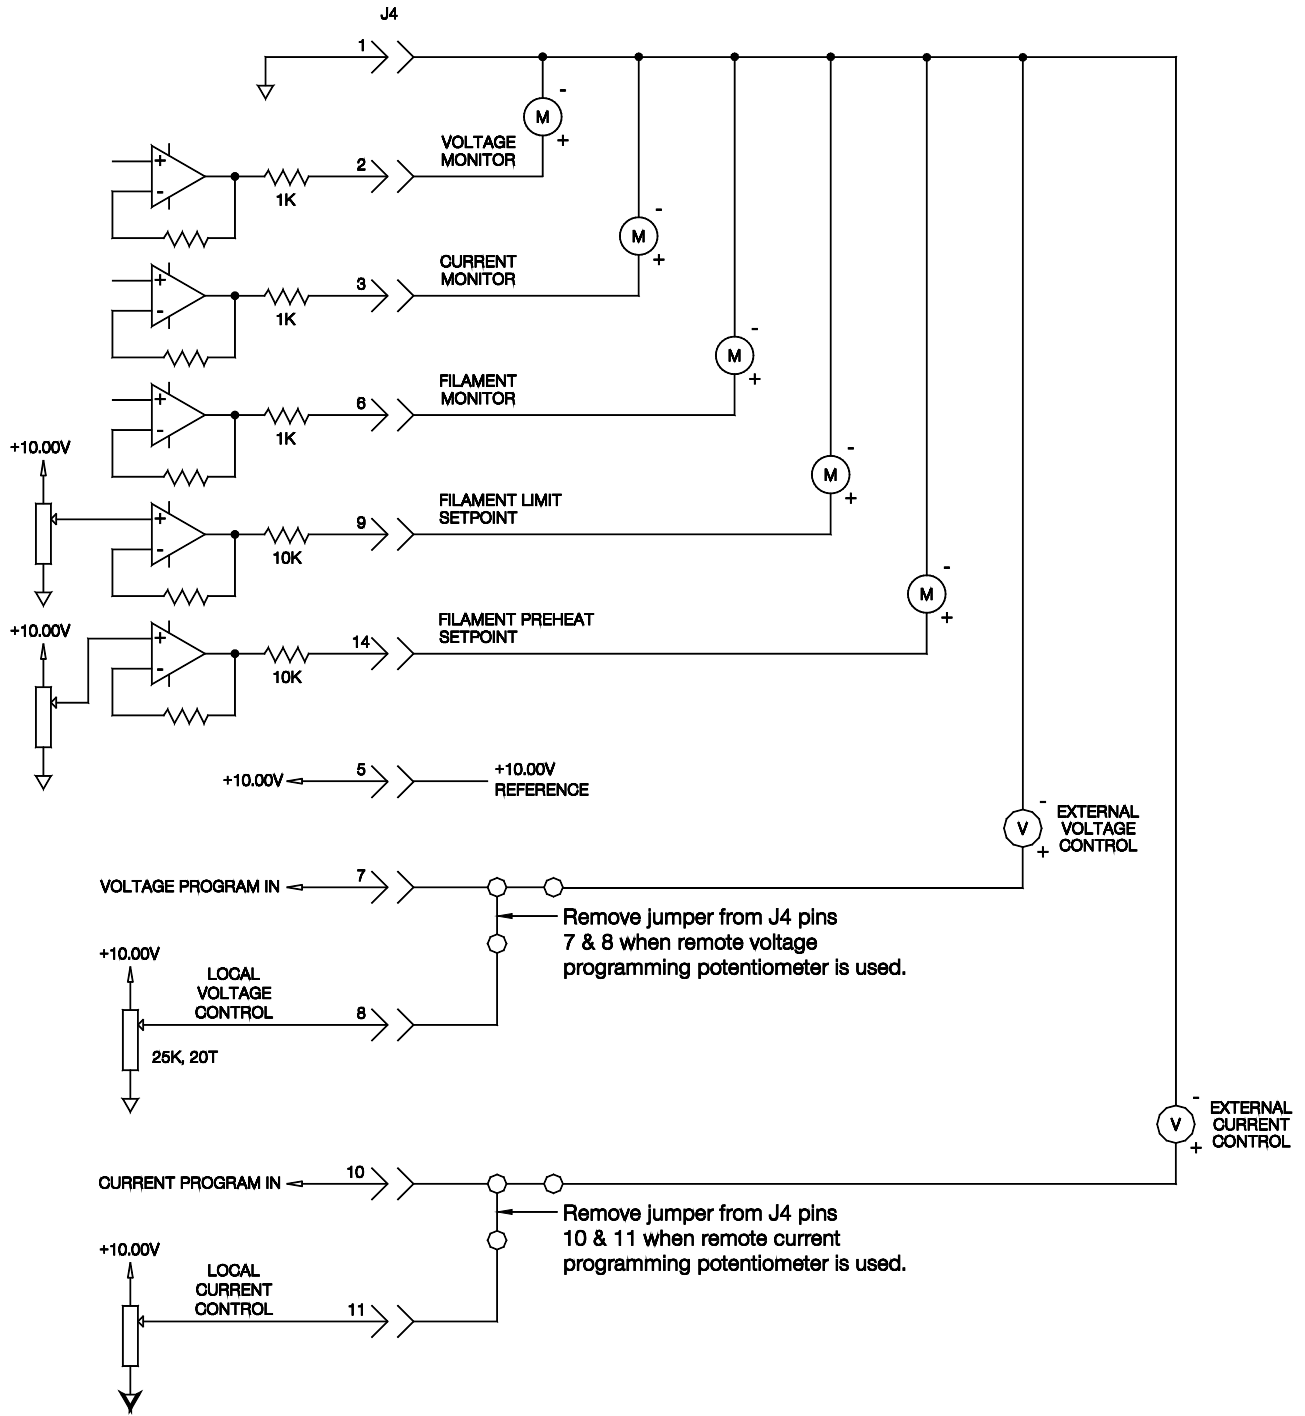 J4
1
-
M
+
VOLTAGE
MONITOR
2
+
-
1K
-
M
+
CURRENT
MONITOR
3
+
-
1K
-
M
+
FILAMENT
MONITOR
6
+
-
1K
+10.00V
-
M
+
FILAMENT LIMIT
SETPOINT
9
+
-
10K
+10.00V
-
M
+
FILAMENT PREHEAT
SETPOINT
14
+
-
10K
+10.00V
5
+10.00V
REFERENCE
-
V
+
EXTERNAL
VOLTAGE
CONTROL
VOLTAGE PROGRAM IN
7
Remove jumper from J4 pins
7 & 8 when remote voltage
programming potentiometer is used.
+10.00V
LOCAL
VOLTAGE
CONTROL
8
25K, 20T
-
V
+
EXTERNAL
CURRENT
CONTROL
CURRENT PROGRAM IN
10
Remove jumper from J4 pins
10 & 11 when remote current
programming potentiometer is used.
+10.00V
LOCAL
CURRENT
CONTROL
11